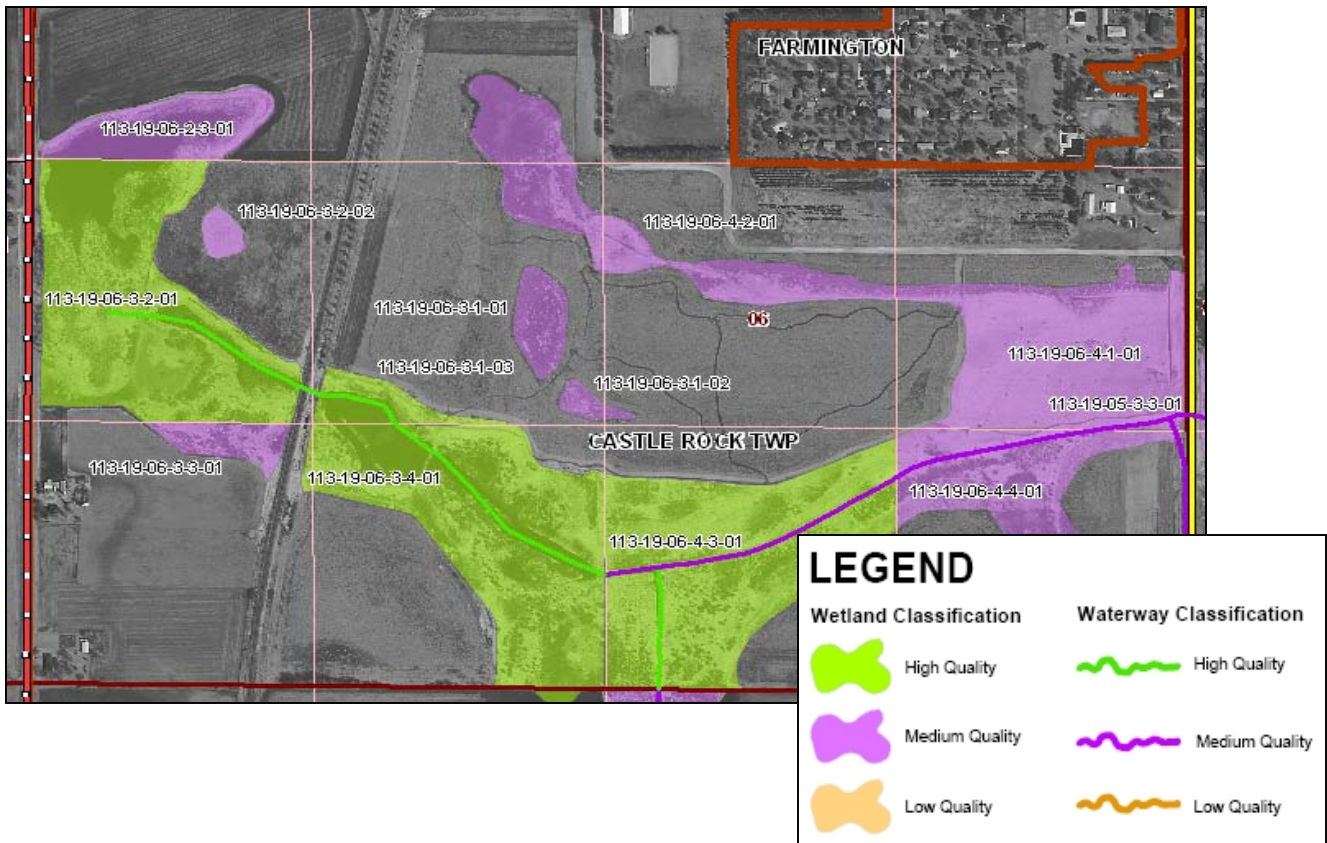 FARMINGTON
113-19-06-2-3-01
113-19-06-3-2-02
113-19-06-4-2-01
113-19-06-3-2-01
113-19-06-3-1-01
06
113-19-06-4-1-01
113-19-06-3-1-03
113-19-06-3-1-02
113-19-05-3-3-01
CASTLE ROCK TWP
113-19-06-3-3-01
113-19-06-3-4-01
113-19-06-4-4-01
113-19-06-4-3-01
LEGEND
Wetland Classification
High Quality
Medium Quality
Low Quality
Waterway Classification
High Quality
Medium Quality
Low Quality